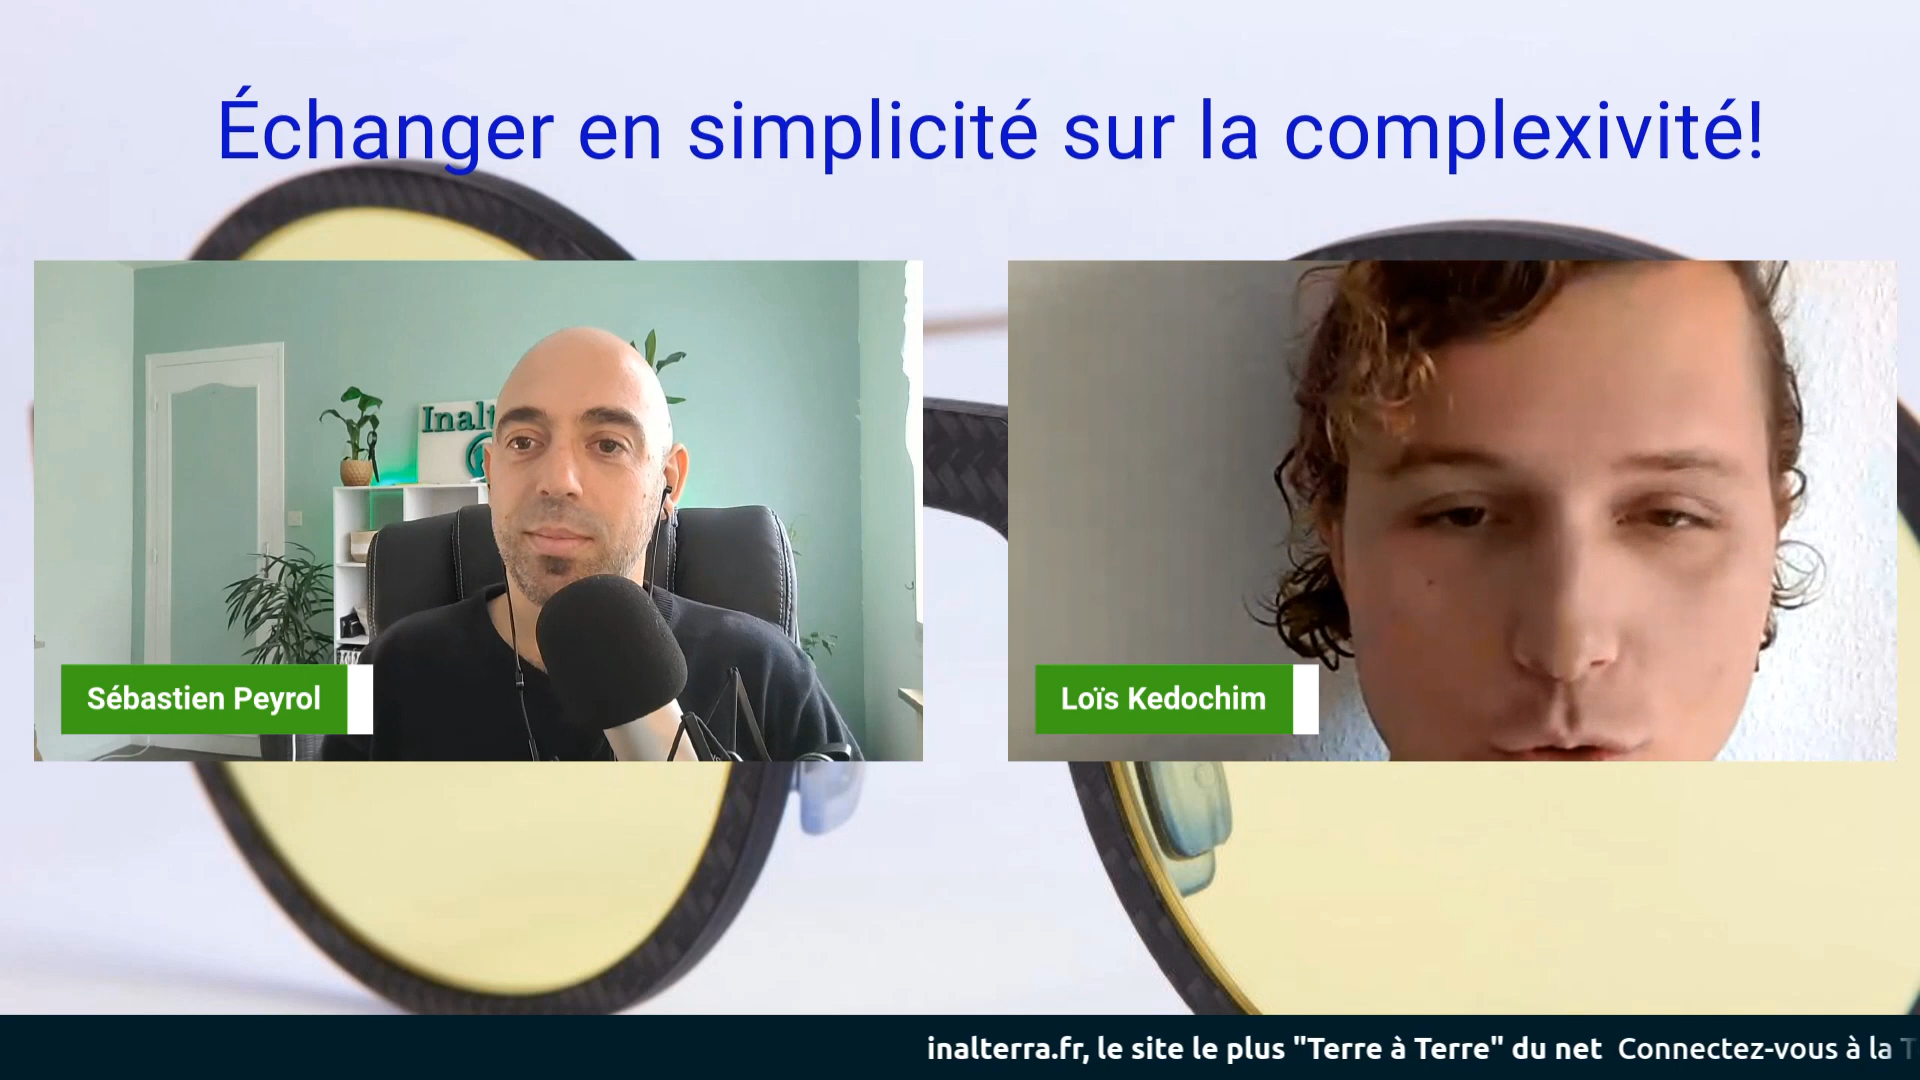 Échanger en simplicité sur la complexivité!
Inalt
Sébastien Peyrol
Loïs Kedochim
inalterra.fr, le site le plus "Terre à Terre" du net Connectez-vous à la T